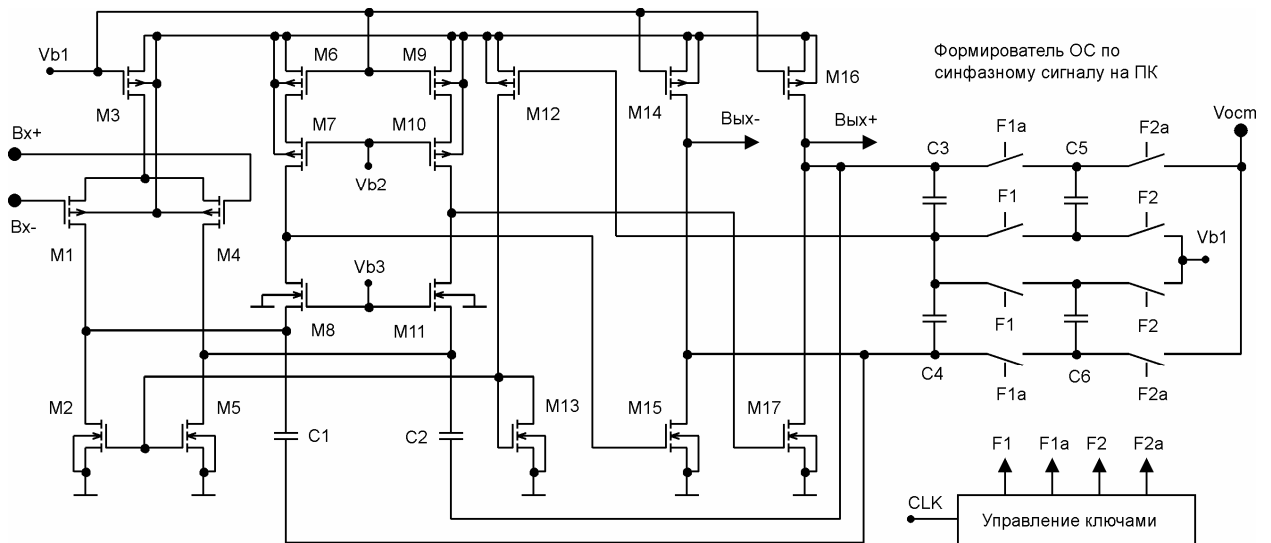 Vb1
M3
Вх+
Вх-
M1
M4
M2
M5
M6
M9
M7
M10
Vb2
Vb3
M8
M11
C1
C2
M12
M13
M14
M16
Вых-
Вых+
M15
M17
Формирователь ОС по
синфазному сигналу на ПК
Vocm
C3
F1a
C5
F2a
F1
F2
Vb1
F1
F2
C4
F1a
C6
F2a
F1
F1a
F2
F2a
CLK
Управление ключами